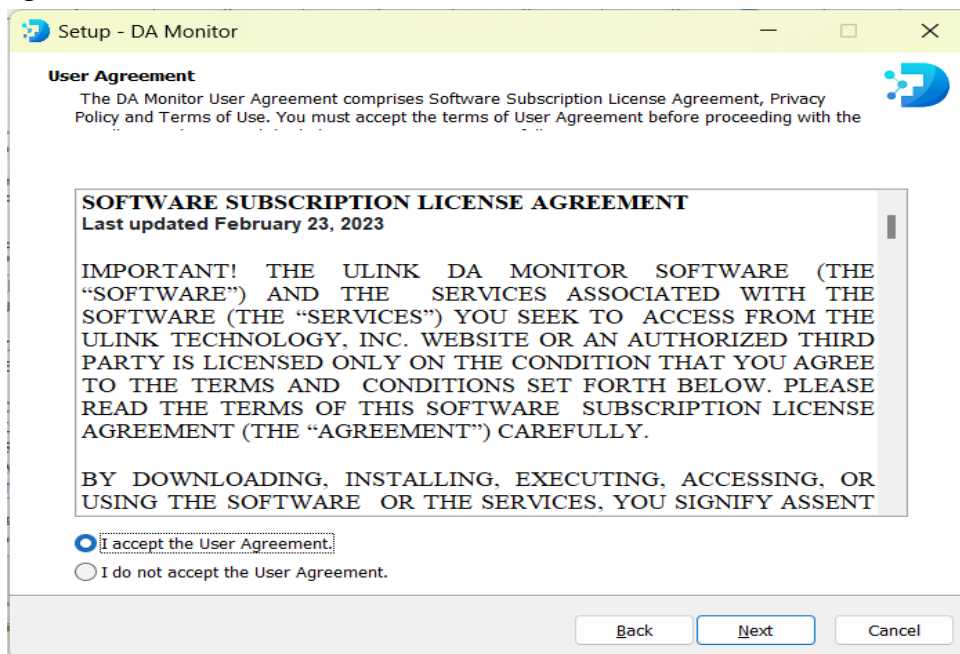 Setup - DA Monitor
User Agreement
The DA Monitor User Agreement comprises Software Subscription License Agreement, Privacy
Policy and Terms of Use. You must accept the terms of User Agreement before proceeding with the
SOFTWARE SUBSCRIPTION LICENSE AGREEMENT
Last updated February 23, 2023
IMPORTANT! THE ULINK DA MONITOR SOFTWARE (THE
“SOFTWARE”) AND THE SERVICES ASSOCIATED WITH THE
SOFTWARE (THE “SERVICES”) YOU SEEK TO ACCESS FROM THE
ULINK TECHNOLOGY, INC. WEBSITE OR AN AUTHORIZED THIRD
PARTY IS LICENSED ONLY ON THE CONDITION THAT YOU AGREE
TO THE TERMS AND CONDITIONS SET FORTH BELOW. PLEASE
READ THE TERMS OF THIS SOFTWARE SUBSCRIPTION LICENSE
AGREEMENT (THE “AGREEMENT”) CAREFULLY.
BY DOWNLOADING, INSTALLING, EXECUTING, ACCESSING, OR
USING THE SOFTWARE OR THE SERVICES, YOU SIGNIFY ASSENT
I accept the User Agreement.
I do not accept the User Agreement.
Back
Next
Cancel